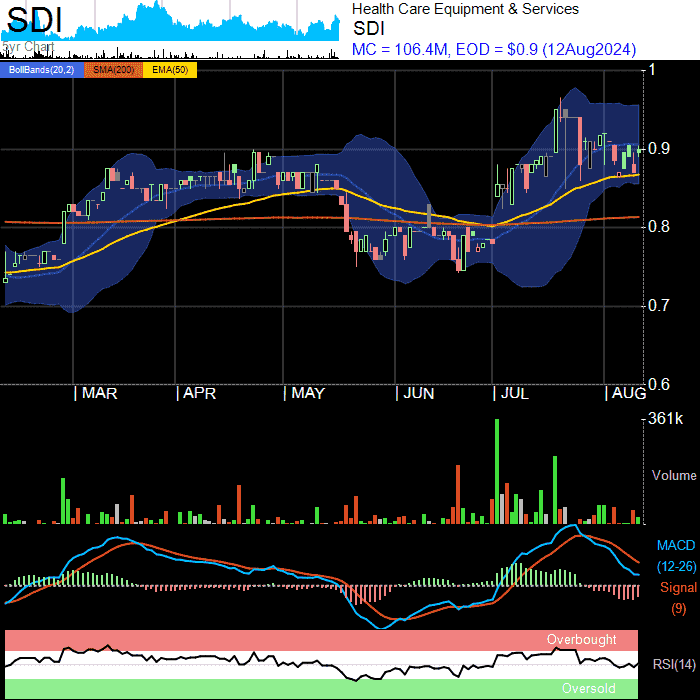 SDI
5yr Chart
Health Care Equipment & Services
SDI
MC = 106.4M, EOD = $0.9 (12Aug2024)
BollBands(20,2) SMA(200) EMA(50)
1
0.9
0.8
0.7
0.6
MAR APR MAY JUN JUL AUG
361k
Volume
MACD
(12-26)
Signal
(9)
Overbought
RSI(14)
Oversold